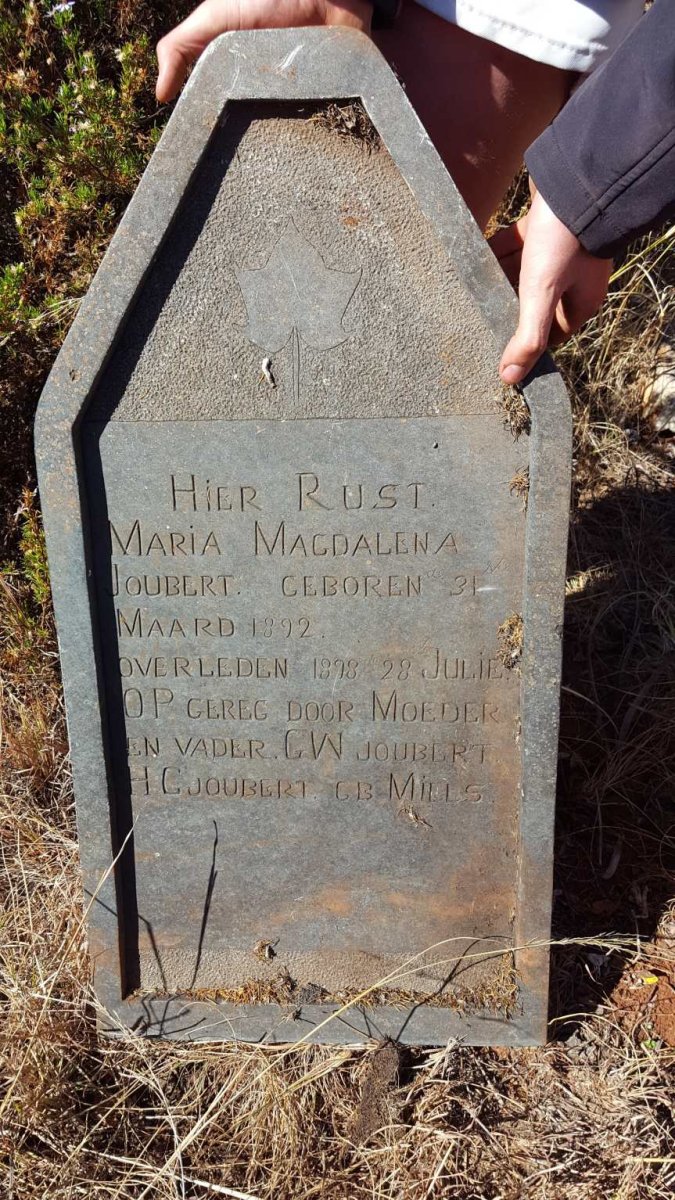 HiER RUST.
MARIA MAGDALENA
JOUBERT. GEBOREN 31
MAARD 1892.
OVERLEDEN 1898 28 JULIE.
OP GEREG DOOR MOEDER
EN VADER. GW JOUBERT
H G JOUBERT. GB MiLLS.